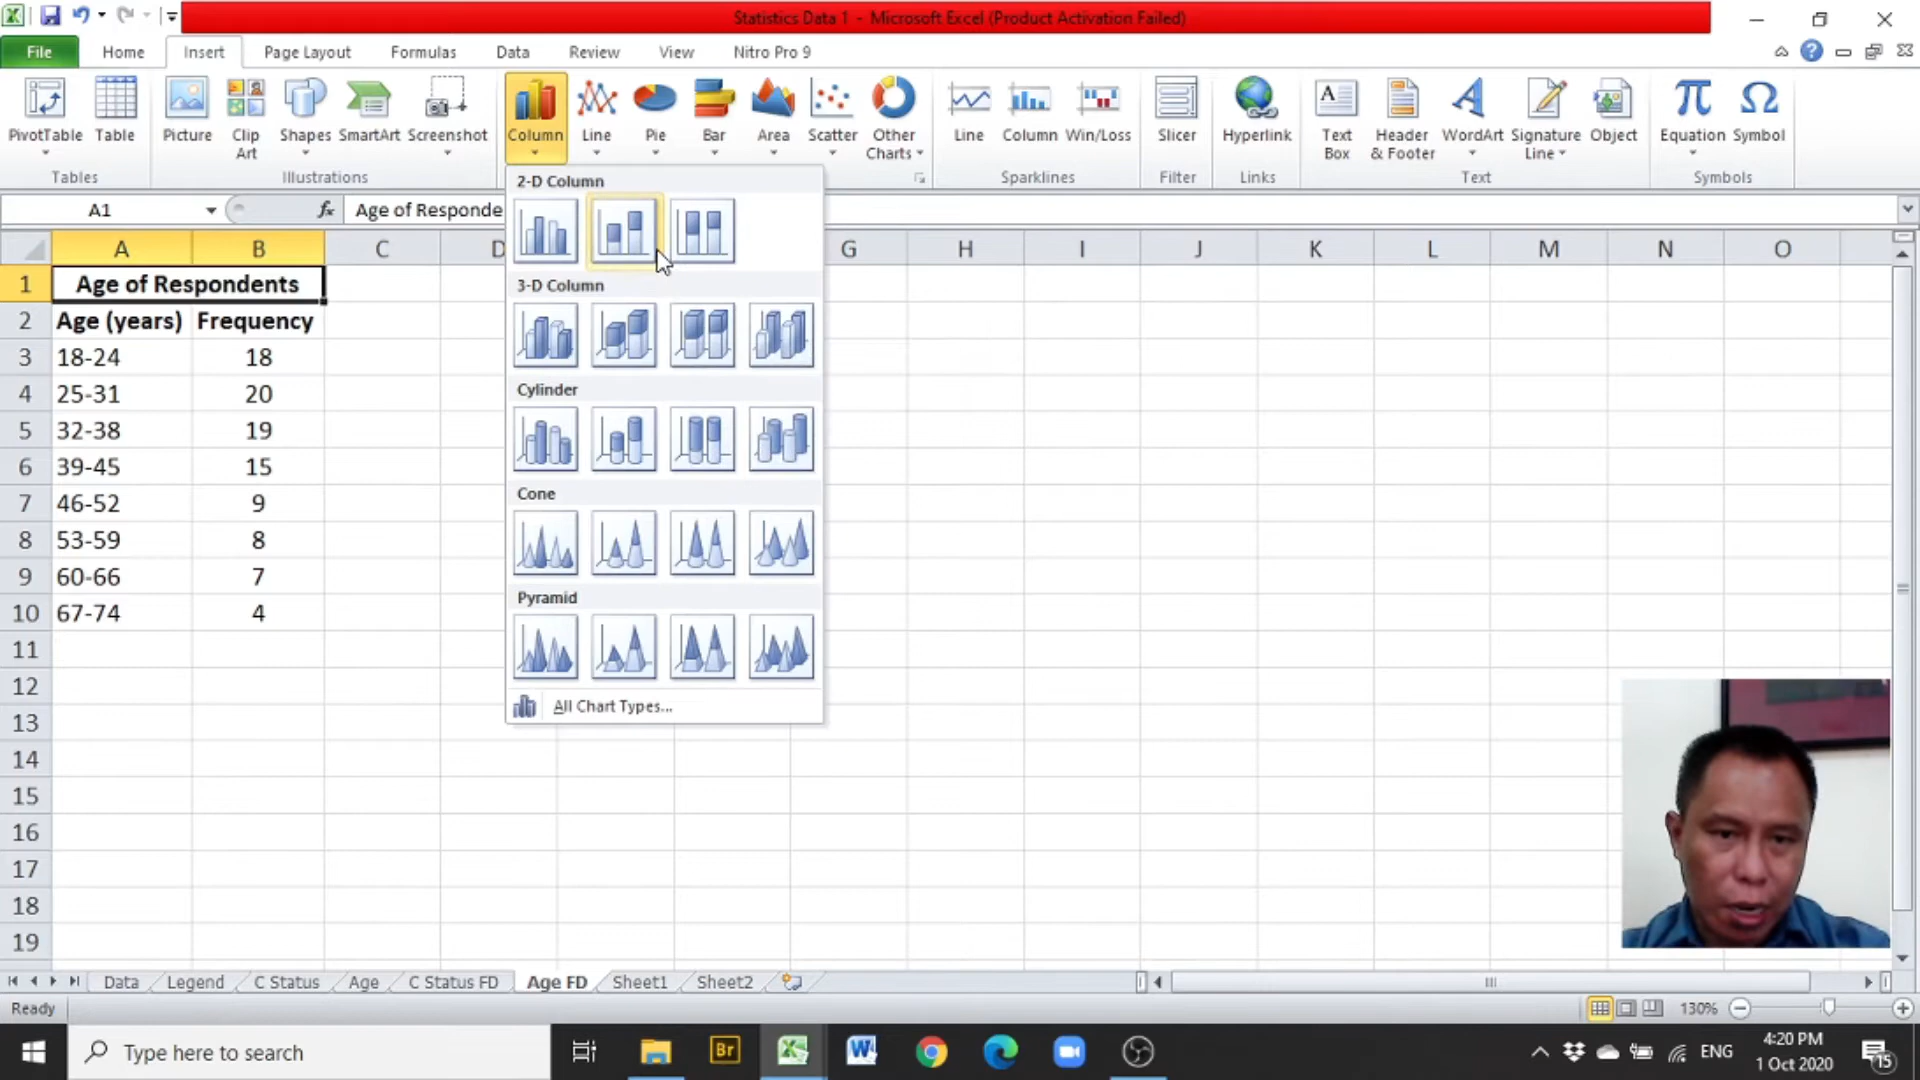 Statistics Data 1 - Microsoft Excel (Product Activation Failed)
File Home Insert Page Layout Formulas Data Review View Nitro Pro 9
PivotTable Table Picture Clip Art Shapes SmartArt Screenshot Column Line Pie Bar Area Scatter Other Charts Line Column Win/Loss Slicer Hyperlink Text Box Header & Footer WordArt Signature Line Object Equation Symbol
Tables Illustrations Sparklines Filter Links Text Symbols
A1 fx Age of Responde
A B C D G H I J K L M N O
1 Age of Respondents
2 Age (years) Frequency
3 18-24 18
4 25-31 20
5 32-38 19
6 39-45 15
7 46-52 9
8 53-59 8
9 60-66 7
10 67-74 4
11
12
13
14
15
16
17
18
19
2-D Column
3-D Column
Cylinder
Cone
Pyramid
All Chart Types...
Data Legend C Status Age C Status FD Age FD Sheet1 Sheet2
Ready 130%
Type here to search Br ENG 4:20 PM
1 Oct 2020 15